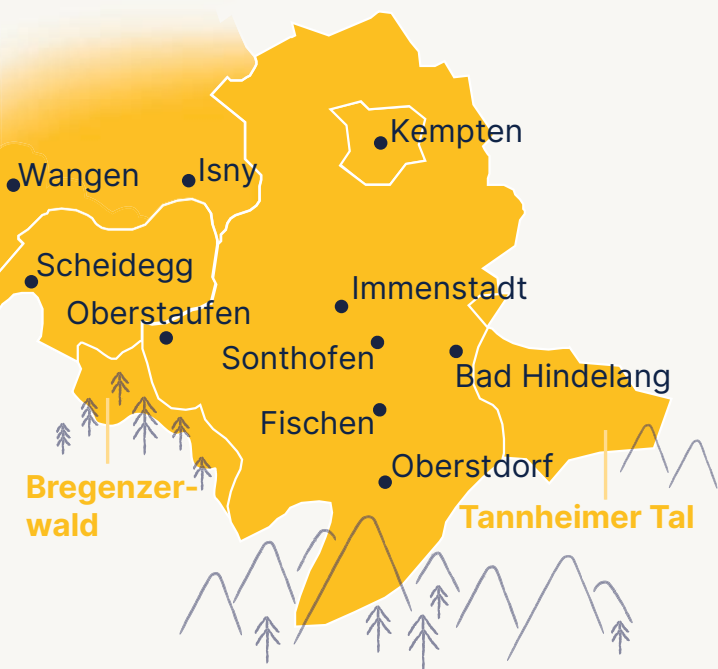 Kempten
Wangen
Isny
Scheidegg
Immenstadt
Oberstaufen
Sonthofen
Bad Hindelang
Fischen
Oberstdorf
Bregenzer-
wald
Tannheimer Tal